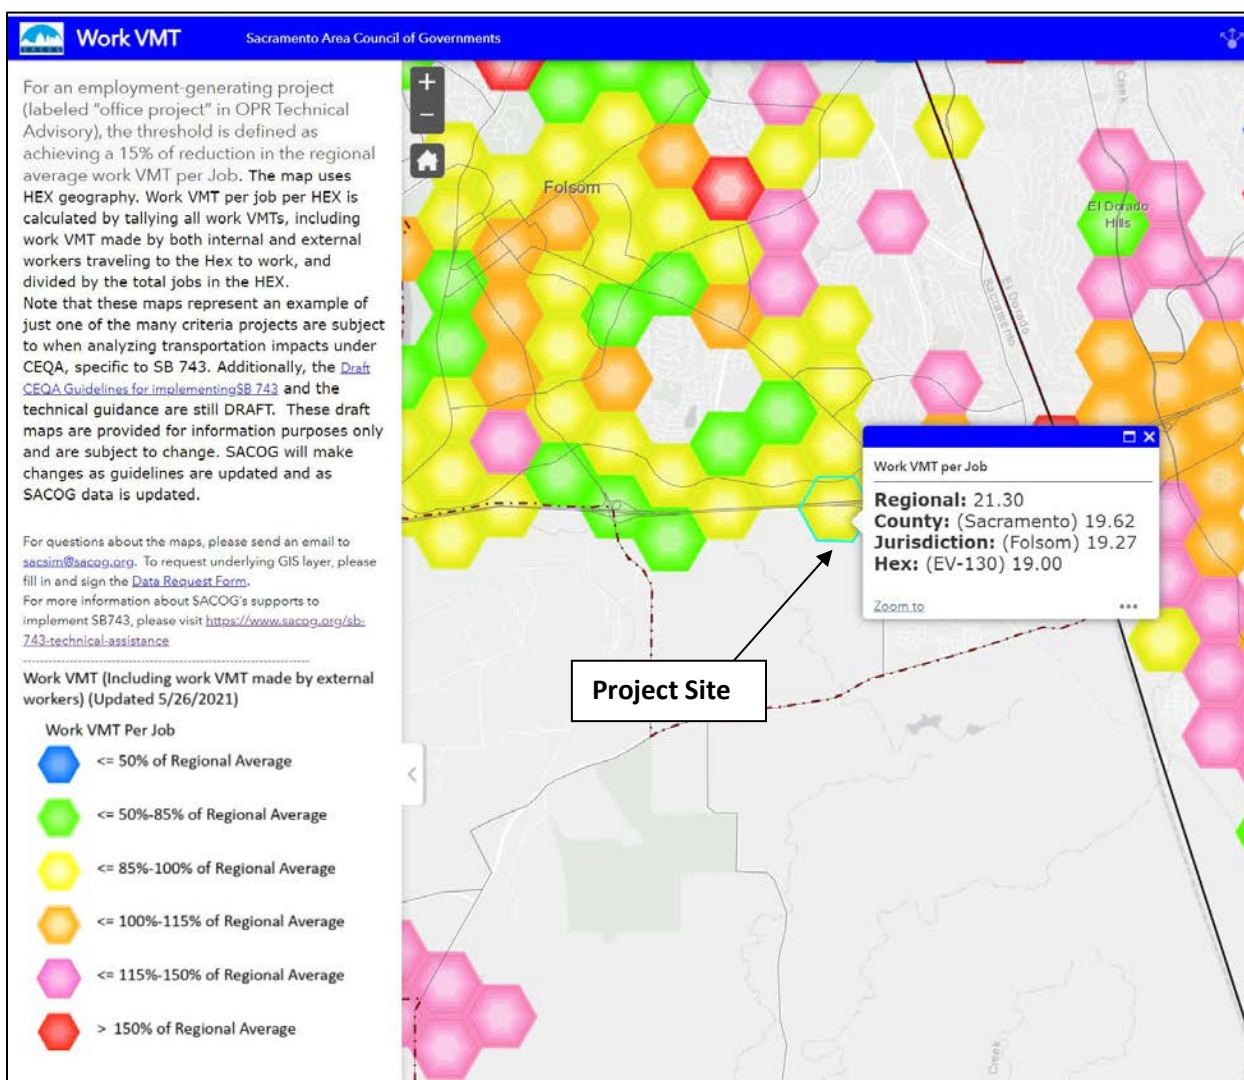 Work VMT
Sacramento Area Council of Governments
For an employment-generating project
(labeled "office project" in OPR Technical
Advisory), the threshold is defined as
achieving a 15% of reduction in the regional
average work VMT per Job. The map uses
HEX geography. Work VMT per job per HEX is
calculated by tallying all work VMTs, including
work VMT made by both internal and external
workers traveling to the Hex to work, and
divided by the total jobs in the HEX.
Note that these maps represent an example of
just one of the many criteria projects are subject
to when analyzing transportation impacts under
CEQA, specific to SB 743. Additionally, the Draft
CEQA Guidelines for implementingSB 743 and the
technical guidance are still DRAFT. These draft
maps are provided for information purposes only
and are subject to change. SACOG will make
changes as guidelines are updated and as
SACOG data is updated.
For questions about the maps, please send an email to
sacsim@sacog.org. To request underlying GIS layer, please
fill in and sign the Data Request Form.
For more information about SACOG's supports to
implement SB743, please visit https://www.sacog.org/sb-
743-technical-assistance
Work VMT (Including work VMT made by external
workers) (Updated 5/26/2021)
Work VMT Per Job
<= 50% of Regional Average
<= 50%-85% of Regional Average
<= 85%-100% of Regional Average
<= 100%-115% of Regional Average
<= 115%-150% of Regional Average
> 150% of Regional Average
+
−
Folsom
El Dorado
Hills
Creek
El Dorado
Sacramento
Work VMT per Job
Regional: 21.30
County: (Sacramento) 19.62
Jurisdiction: (Folsom) 19.27
Hex: (EV-130) 19.00
Zoom to
•••
Project Site
Creek